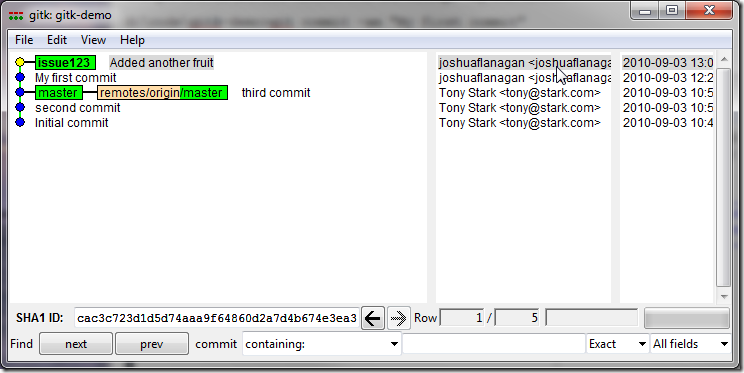 gitk: gitk-demo
File Edit View Help
issue123 Added another fruit joshuaflanagan <joshuaflanaga 2010-09-03 13:0
My first commit joshuaflanagan <joshuaflanaga 2010-09-03 12:2
master remotes/origin/master third commit Tony Stark <tony@stark.com> 2010-09-03 10:5
second commit Tony Stark <tony@stark.com> 2010-09-03 10:5
Initial commit Tony Stark <tony@stark.com> 2010-09-03 10:4
SHA1 ID: cac3c723d1d5d74aaa9f64860d2a7d4b674e3ea3 Row 1 / 5
Find next prev commit containing: Exact All fields